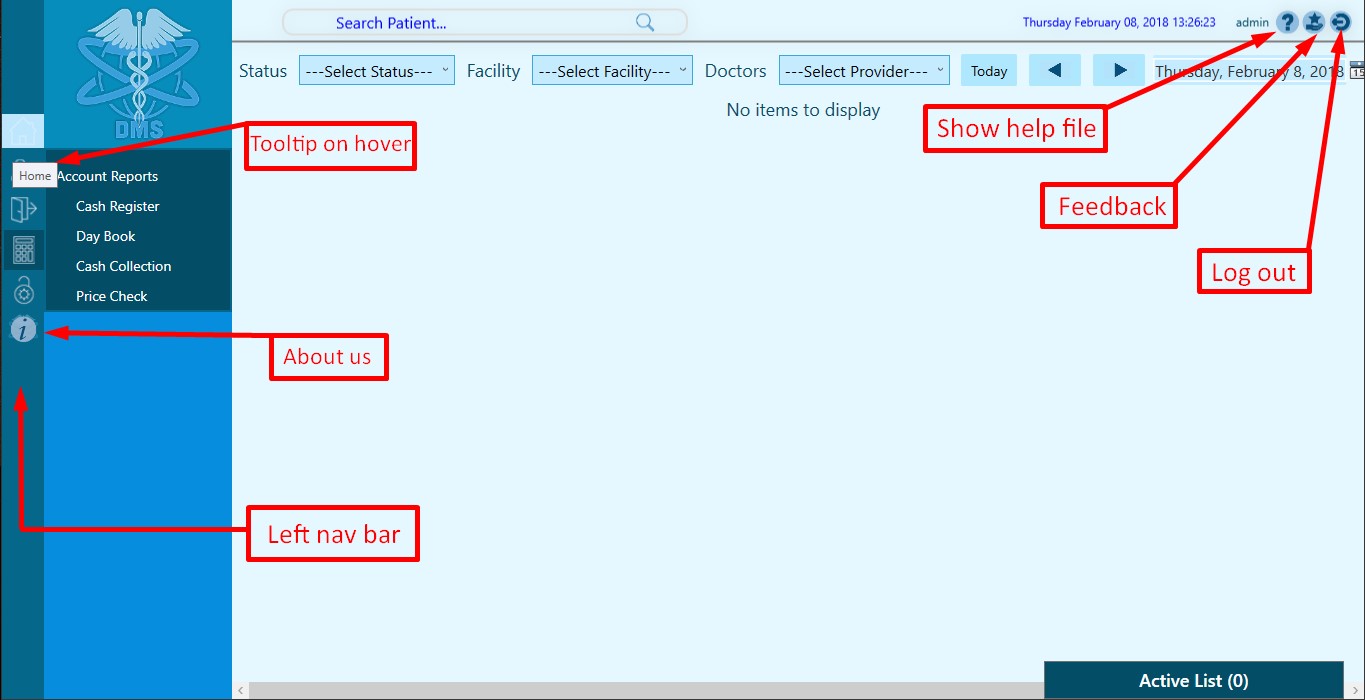 Search Patient...
Thursday February 08, 2018 13:26:23
admin
?
Status
---Select Status---
Facility
---Select Facility---
Doctors
---Select Provider---
Today
Thursday, February 8, 2018
15
DMS
No items to display
Show help file
Tooltip on hover
Home
Account Reports
Cash Register
Day Book
Cash Collection
Price Check
Feedback
Log out
i
About us
Left nav bar
Active List (0)